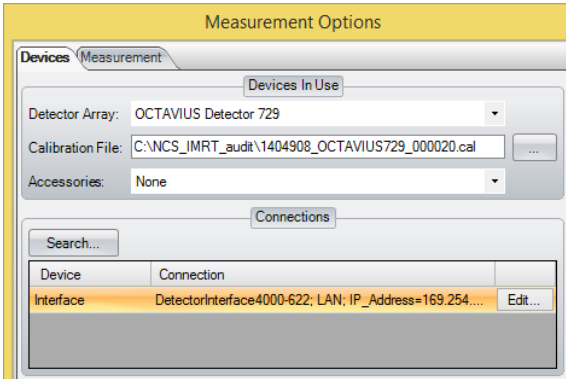 Measurement Options
Devices Measurement
Devices In Use
Detector Array: OCTAVIUS Detector 729
Calibration File: C:\NCS_IMRT_audit\1404908_OCTAVIUS729_000020.cal ...
Accessories: None
Connections
Search...
Device Connection
Interface DetectorInterface4000-622; LAN; IP_Address=169.254.... Edit...